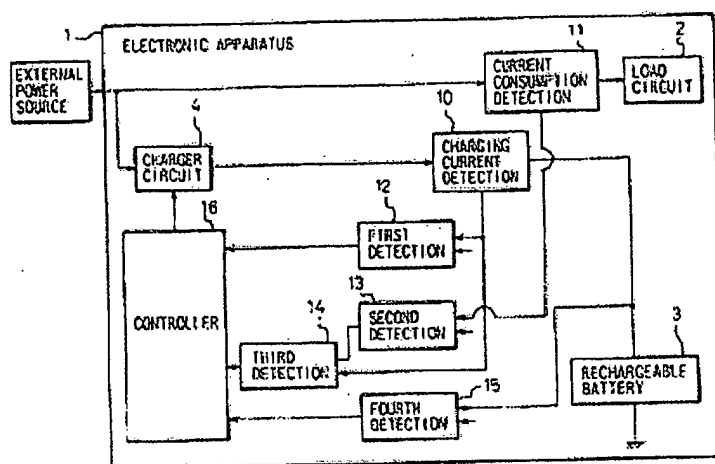 1
ELECTRONIC APPARATUS
EXTERNAL
POWER
SOURCE
11
CURRENT
CONSUMPTION
DETECTION
2
LOAD
CIRCUIT
4
CHARGER
CIRCUIT
10
CHARGING
CURRENT
DETECTION
16
CONTROLLER
12
FIRST
DETECTION
13
SECOND
DETECTION
14
THIRD
DETECTION
15
FOURTH
DETECTION
3
RECHARGEABLE
BATTERY